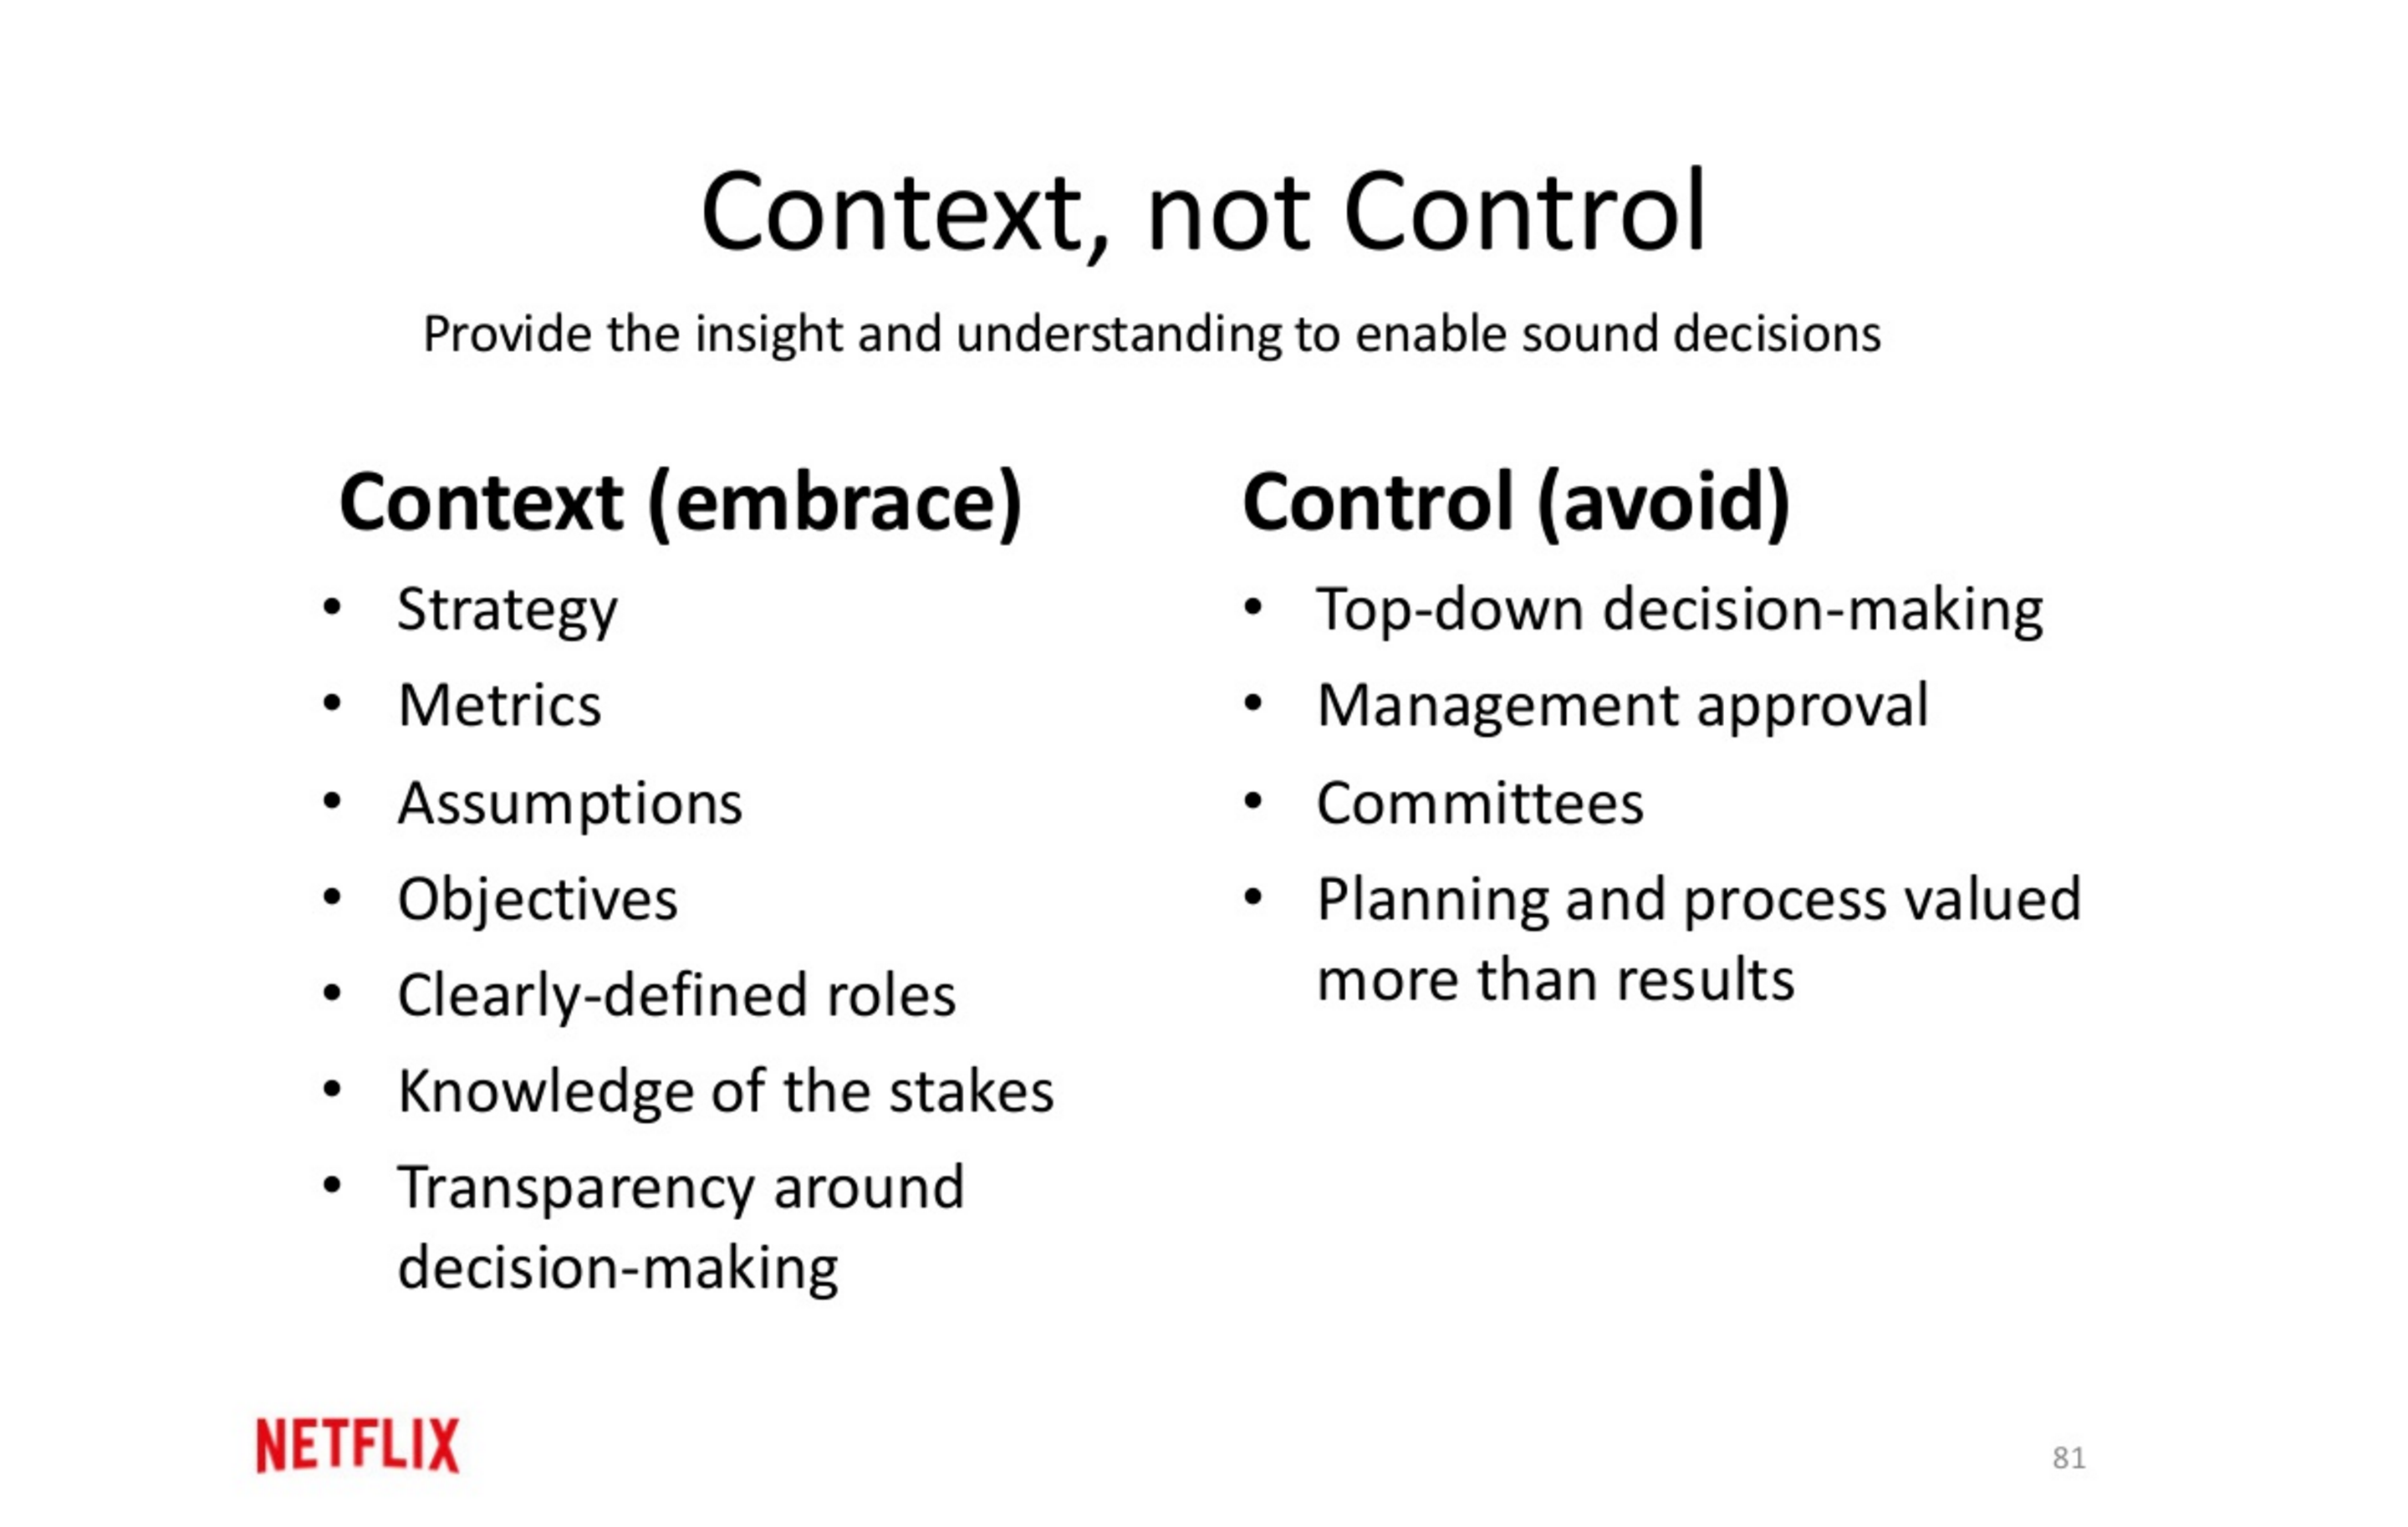 Context, not Control
Provide the insight and understanding to enable sound decisions
Context (embrace)
• Strategy
• Metrics
• Assumptions
• Objectives
• Clearly-defined roles
• Knowledge of the stakes
• Transparency around
decision-making
Control (avoid)
• Top-down decision-making
• Management approval
• Committees
• Planning and process valued
more than results
NETFLIX
81